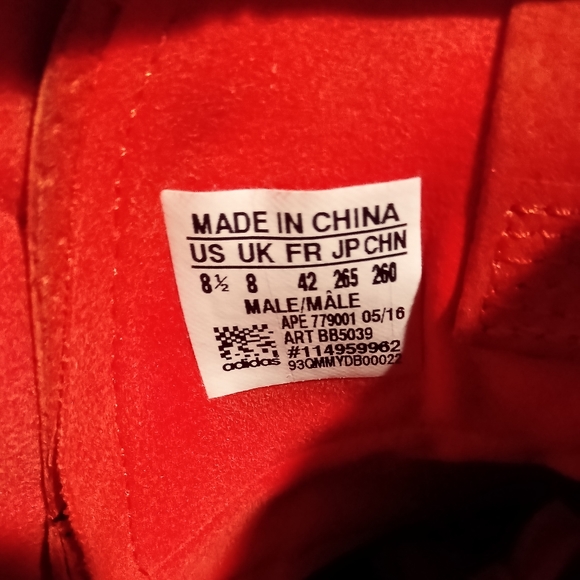 MADE IN CHINA
US UK FR JP CHN
8½ 8 42 265 260
MALE/MÂLE
APE 779001 05/16
ART BB5039
#114959962
adidas 93QMMYDB00022